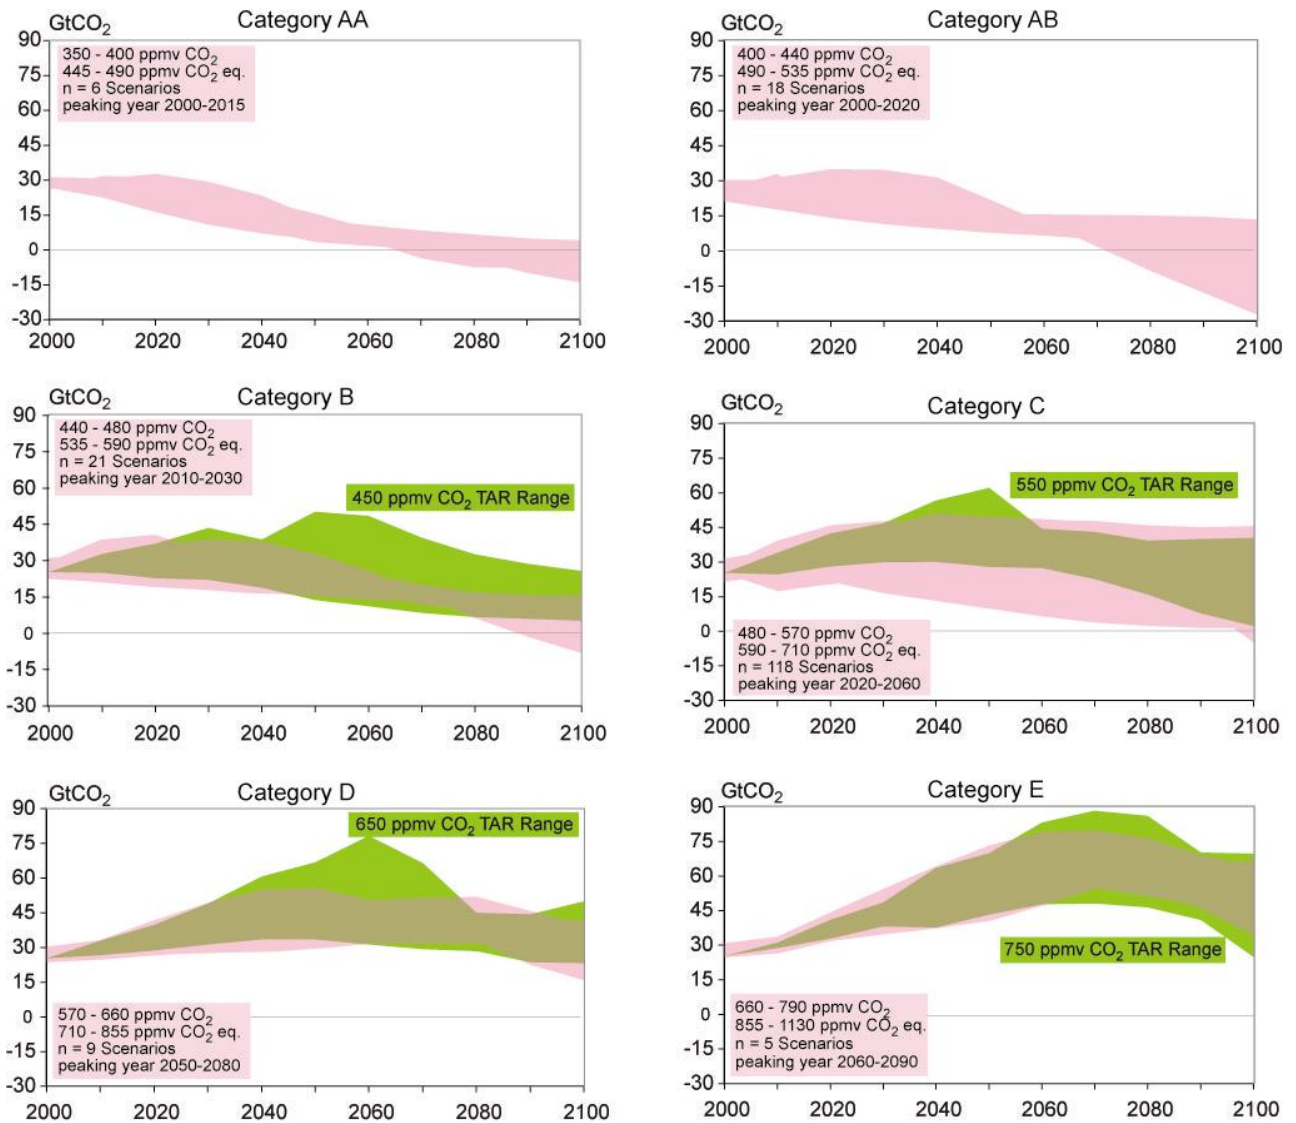 GtCO2
Category AA
90
75
60
45
30
15
0
-15
-30
350 - 400 ppmv CO2
445 - 490 ppmv CO2 eq.
n = 6 Scenarios
peaking year 2000-2015
2000 2020 2040 2060 2080 2100
GtCO2
Category AB
90
75
60
45
30
15
0
-15
-30
400 - 440 ppmv CO2
490 - 535 ppmv CO2 eq.
n = 18 Scenarios
peaking year 2000-2020
2000 2020 2040 2060 2080 2100
GtCO2
Category B
90
75
60
45
30
15
0
-15
-30
440 - 480 ppmv CO2
535 - 590 ppmv CO2 eq.
n = 21 Scenarios
peaking year 2010-2030
450 ppmv CO2 TAR Range
2000 2020 2040 2060 2080 2100
GtCO2
Category C
90
75
60
45
30
15
0
-15
-30
550 ppmv CO2 TAR Range
480 - 570 ppmv CO2
590 - 710 ppmv CO2 eq.
n = 118 Scenarios
peaking year 2020-2060
2000 2020 2040 2060 2080 2100
GtCO2
Category D
90
75
60
45
30
15
0
-15
-30
650 ppmv CO2 TAR Range
570 - 660 ppmv CO2
710 - 855 ppmv CO2 eq.
n = 9 Scenarios
peaking year 2050-2080
2000 2020 2040 2060 2080 2100
GtCO2
Category E
90
75
60
45
30
15
0
-15
-30
750 ppmv CO2 TAR Range
660 - 790 ppmv CO2
855 - 1130 ppmv CO2 eq.
n = 5 Scenarios
peaking year 2060-2090
2000 2020 2040 2060 2080 2100